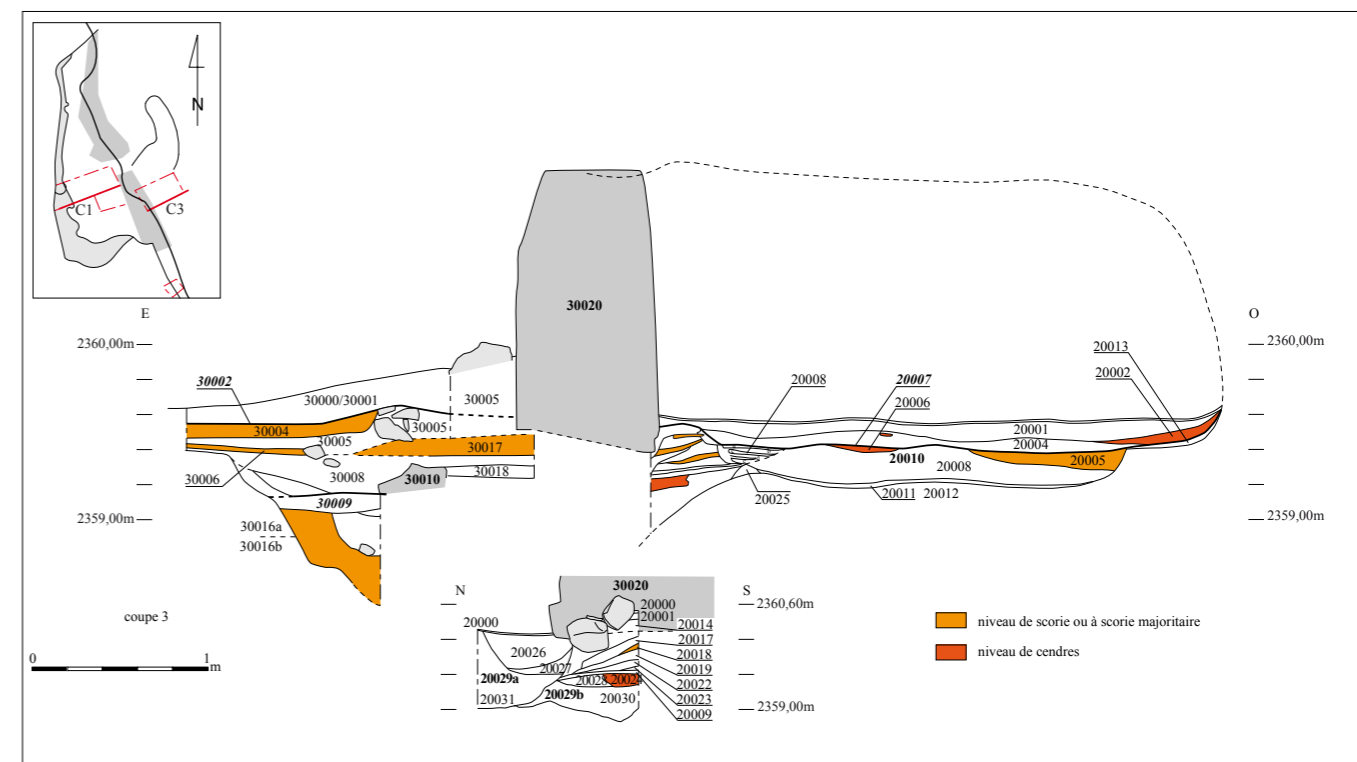 N
C1
C3
E
O
2360,00m
2360,00m
30020
20013
20002
30002
30000/30001
30005
30005
20008
20007
20006
20001
30004
30005
30017
20004
20010
20008
20005
30006
30008
30010
30018
20025
20011
20012
30009
2359,00m
2359,00m
30016a
30016b
coupe 3
0
1
m
N
S
30020
20000
2360,60m
20000
20001
20014
20017
20026
20018
20027
20019
20029a
20028
20024
20022
20031
20029b
20030
20023
20009
2359,00m
niveau de scorie ou à scorie majoritaire
niveau de cendres